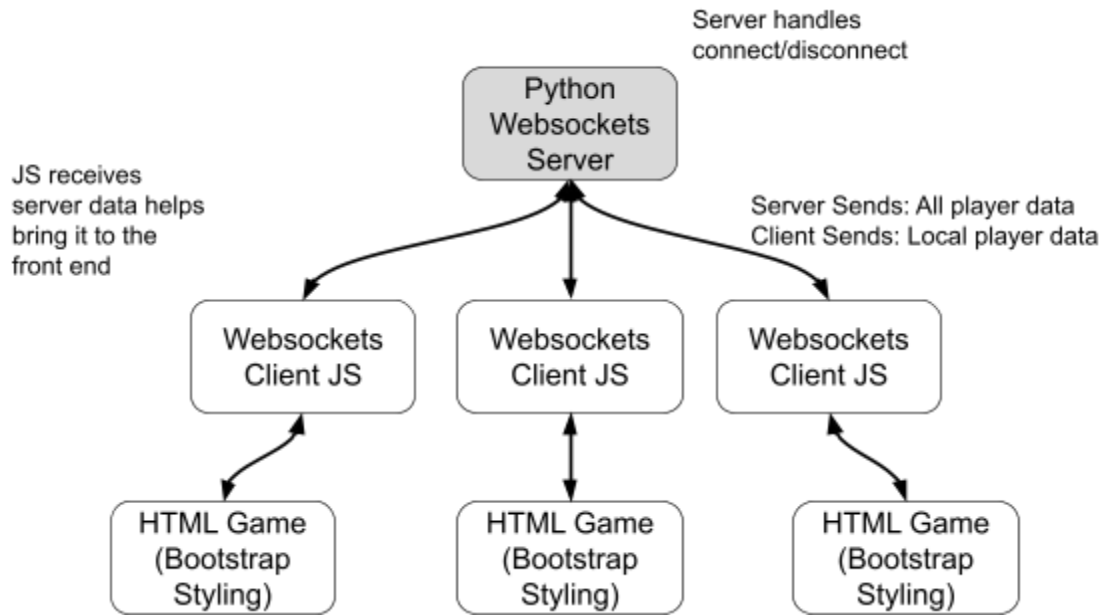 Server handles
connect/disconnect
Python
Websockets
Server
JS receives
server data helps
bring it to the
front end
Server Sends: All player data
Client Sends: Local player data
Websockets
Client JS
Websockets
Client JS
Websockets
Client JS
HTML Game
(Bootstrap
Styling)
HTML Game
(Bootstrap
Styling)
HTML Game
(Bootstrap
Styling)